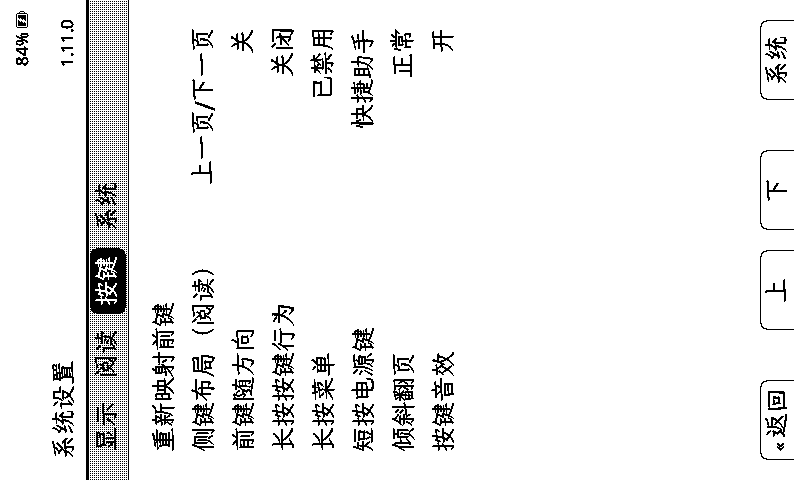 84%
系统设置 1.11.0
显示 阅读 按键 系统
重新映射前键
侧键布局（阅读） 上一页/下一页
前键随方向 关
长按按键行为 关闭
长按菜单 已禁用
短按电源键 快捷助手
倾斜翻页 正常
按键音效 开
«返回 上 下 系统